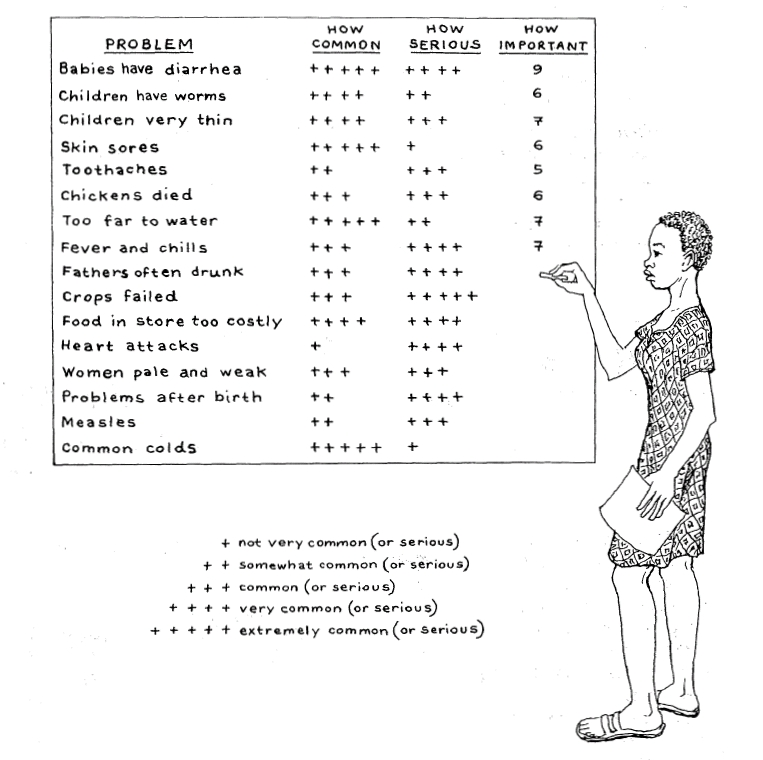 PROBLEM HOW COMMON HOW SERIOUS HOW IMPORTANT
Babies have diarrhea +++++ ++++ 9
Children have worms ++++ ++ 6
Children very thin ++++ +++ 7
Skin sores +++++ + 6
Toothaches ++ +++ 5
Chickens died +++ +++ 6
Too far to water +++++ ++ 7
Fever and chills +++ ++++ 7
Fathers often drunk +++ ++++
Crops failed +++ +++++
Food in store too costly ++++ ++++
Heart attacks + ++++
Women pale and weak +++ +++
Problems after birth ++ ++++
Measles ++ +++
Common colds +++++ +
+ not very common (or serious)
+ + somewhat common (or serious)
+ + + common (or serious)
+ + + + very common (or serious)
+ + + + + extremely common (or serious)